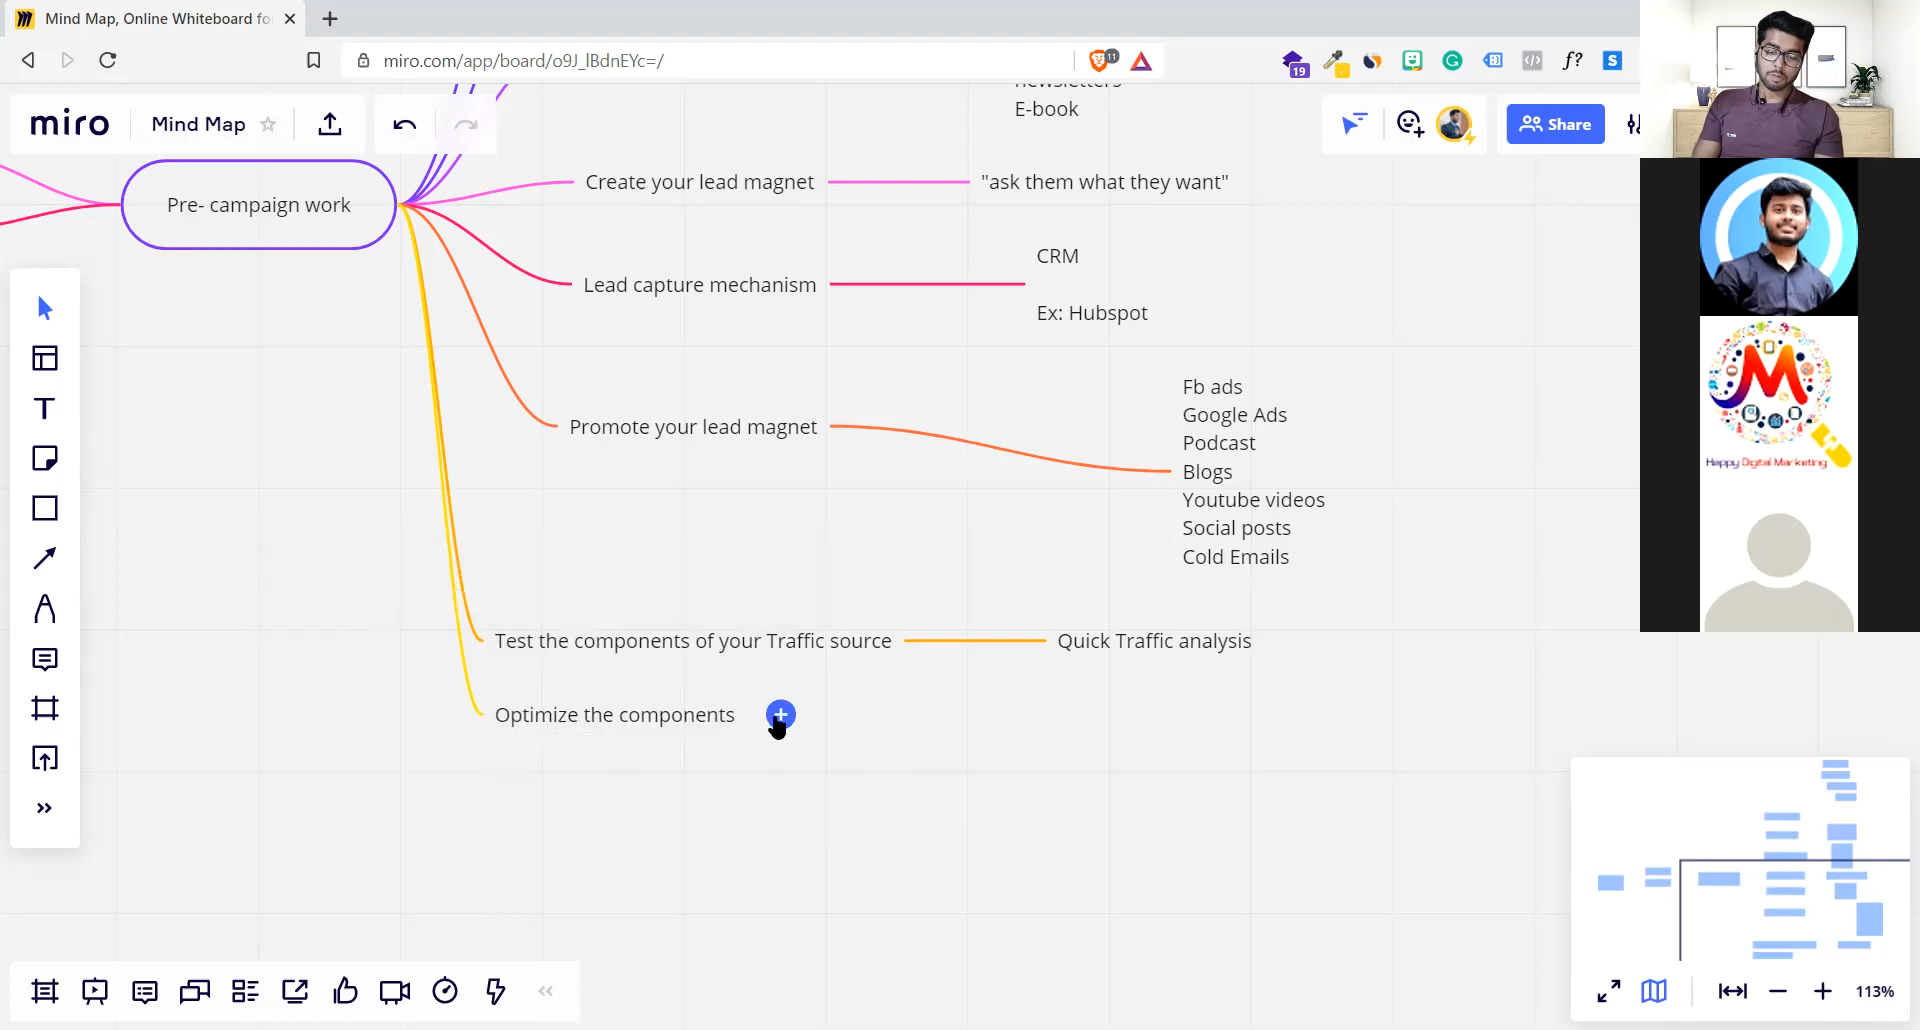 Mind Map, Online Whiteboard fo
miro.com/app/board/o9J_lBdnEYc=/
11
19
f?
S
miro
Mind Map
Share
newsletters
E-book
Pre- campaign work
Create your lead magnet
"ask them what they want"
Lead capture mechanism
CRM
Ex: Hubspot
Promote your lead magnet
Fb ads
Google Ads
Podcast
Blogs
Youtube videos
Social posts
Cold Emails
Test the components of your Traffic source
Quick Traffic analysis
Optimize the components
M
Happy Digital Marketing
113%